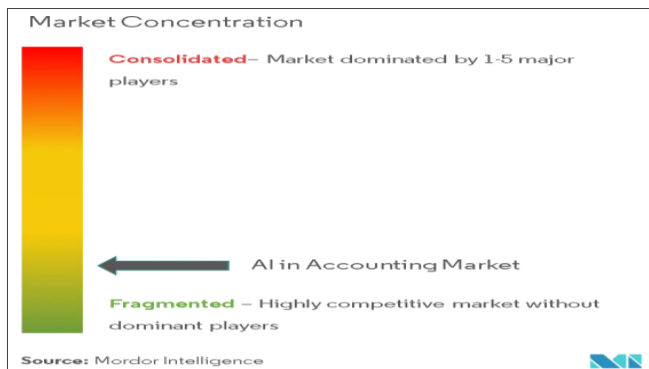 Market Concentration
Consolidated– Market dominated by 1-5 major
players
AI in Accounting Market
Fragmented – Highly competitive market without
dominant players
Source: Mordor Intelligence